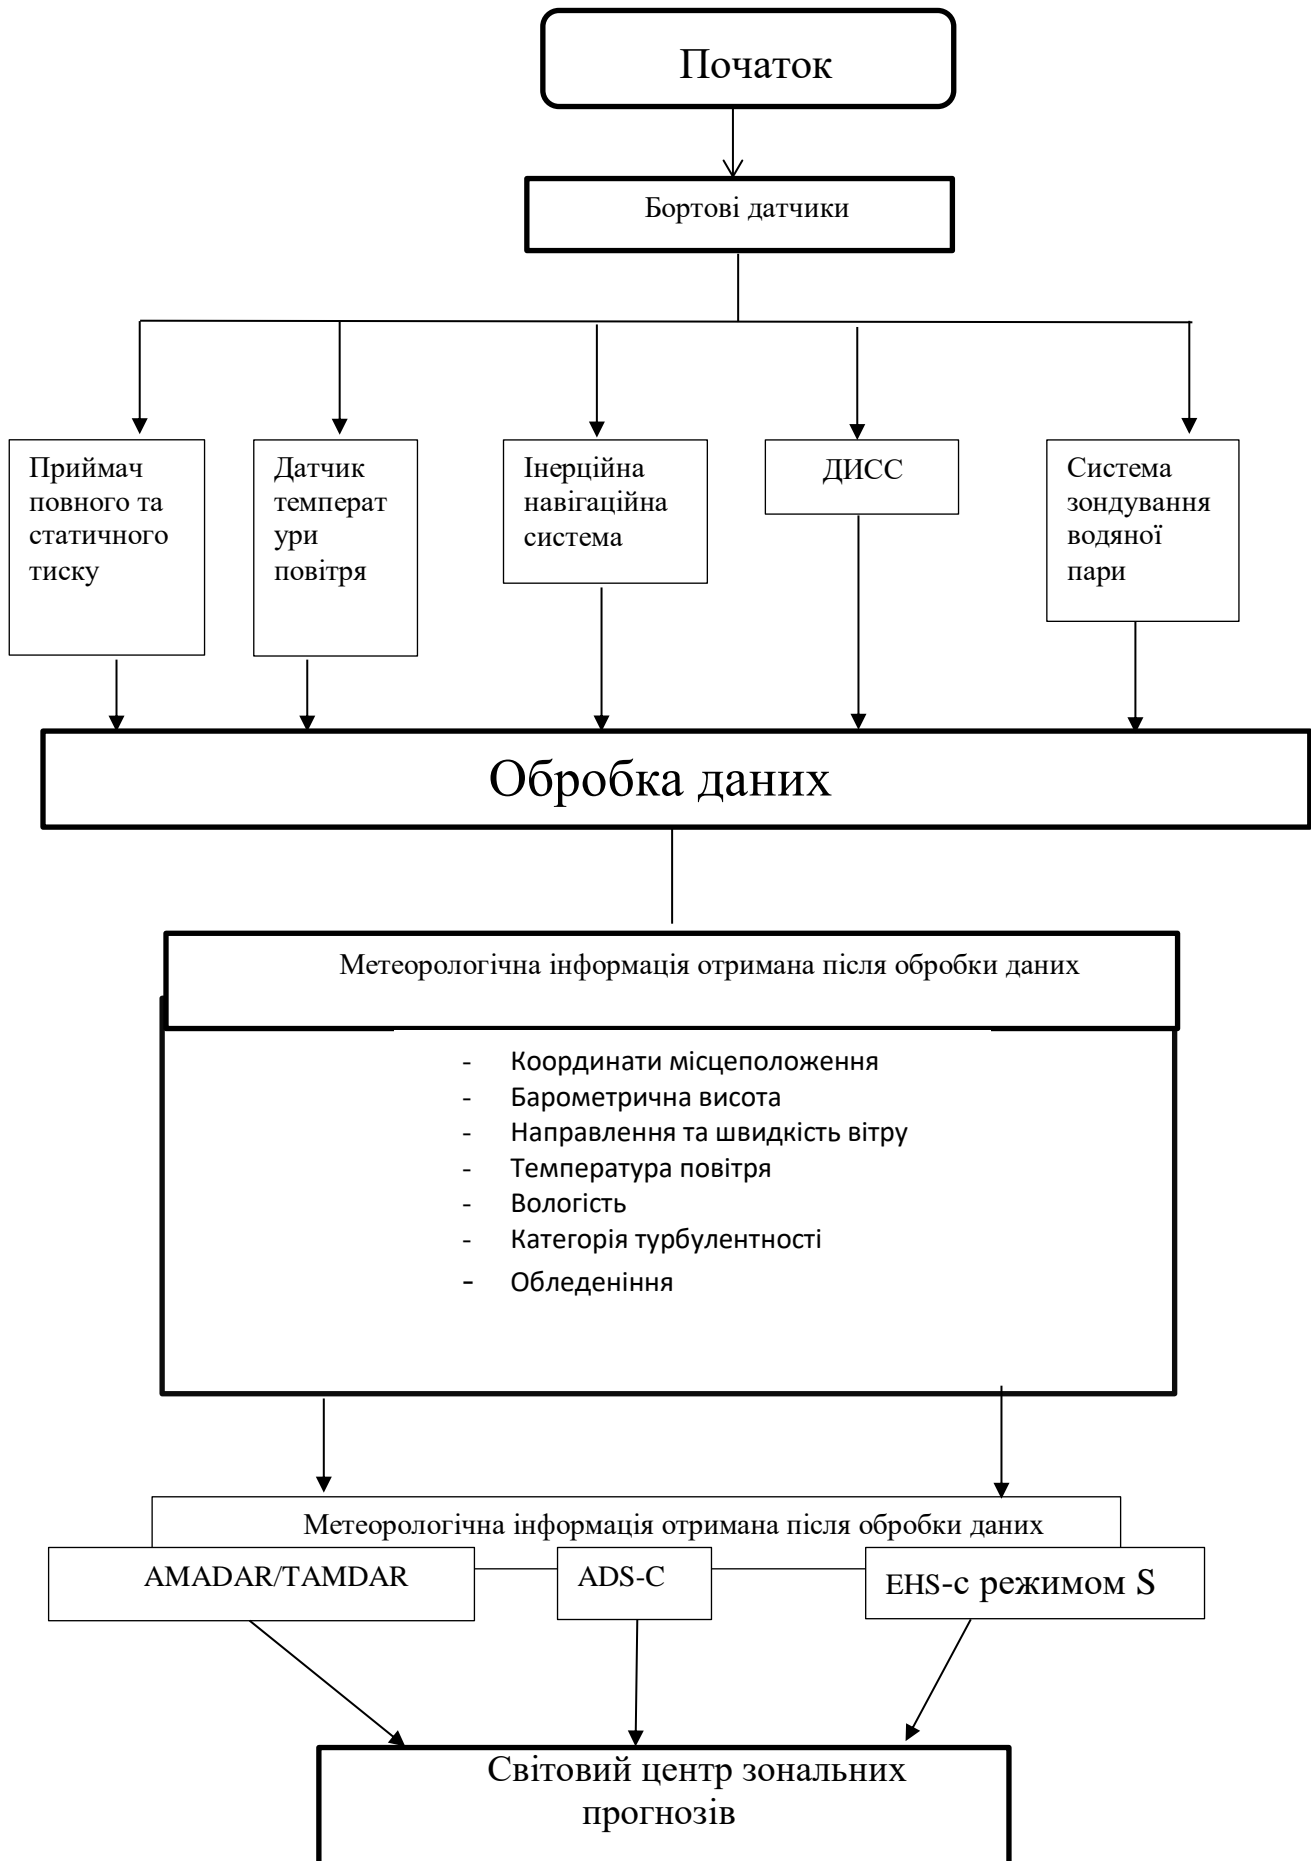 Початок
Бортові датчики
Приймач
повного та
статичного
тиску
Датчик
температ
ури
повітря
Інерційна
навігаційна
система
ДИСС
Система
зондування
водяної
пари
Обробка даних
Метеорологічна інформація отримана після обробки даних
- Координати місцеположення
- Барометрична висота
- Направлення та швидкість вітру
- Температура повітря
- Вологість
- Категорія турбулентності
- Обледеніння
Метеорологічна інформація отримана після обробки даних
AMADAR/TAMDAR
ADS-C
EHS-с режимом S
Світовий центр зональних
прогнозів